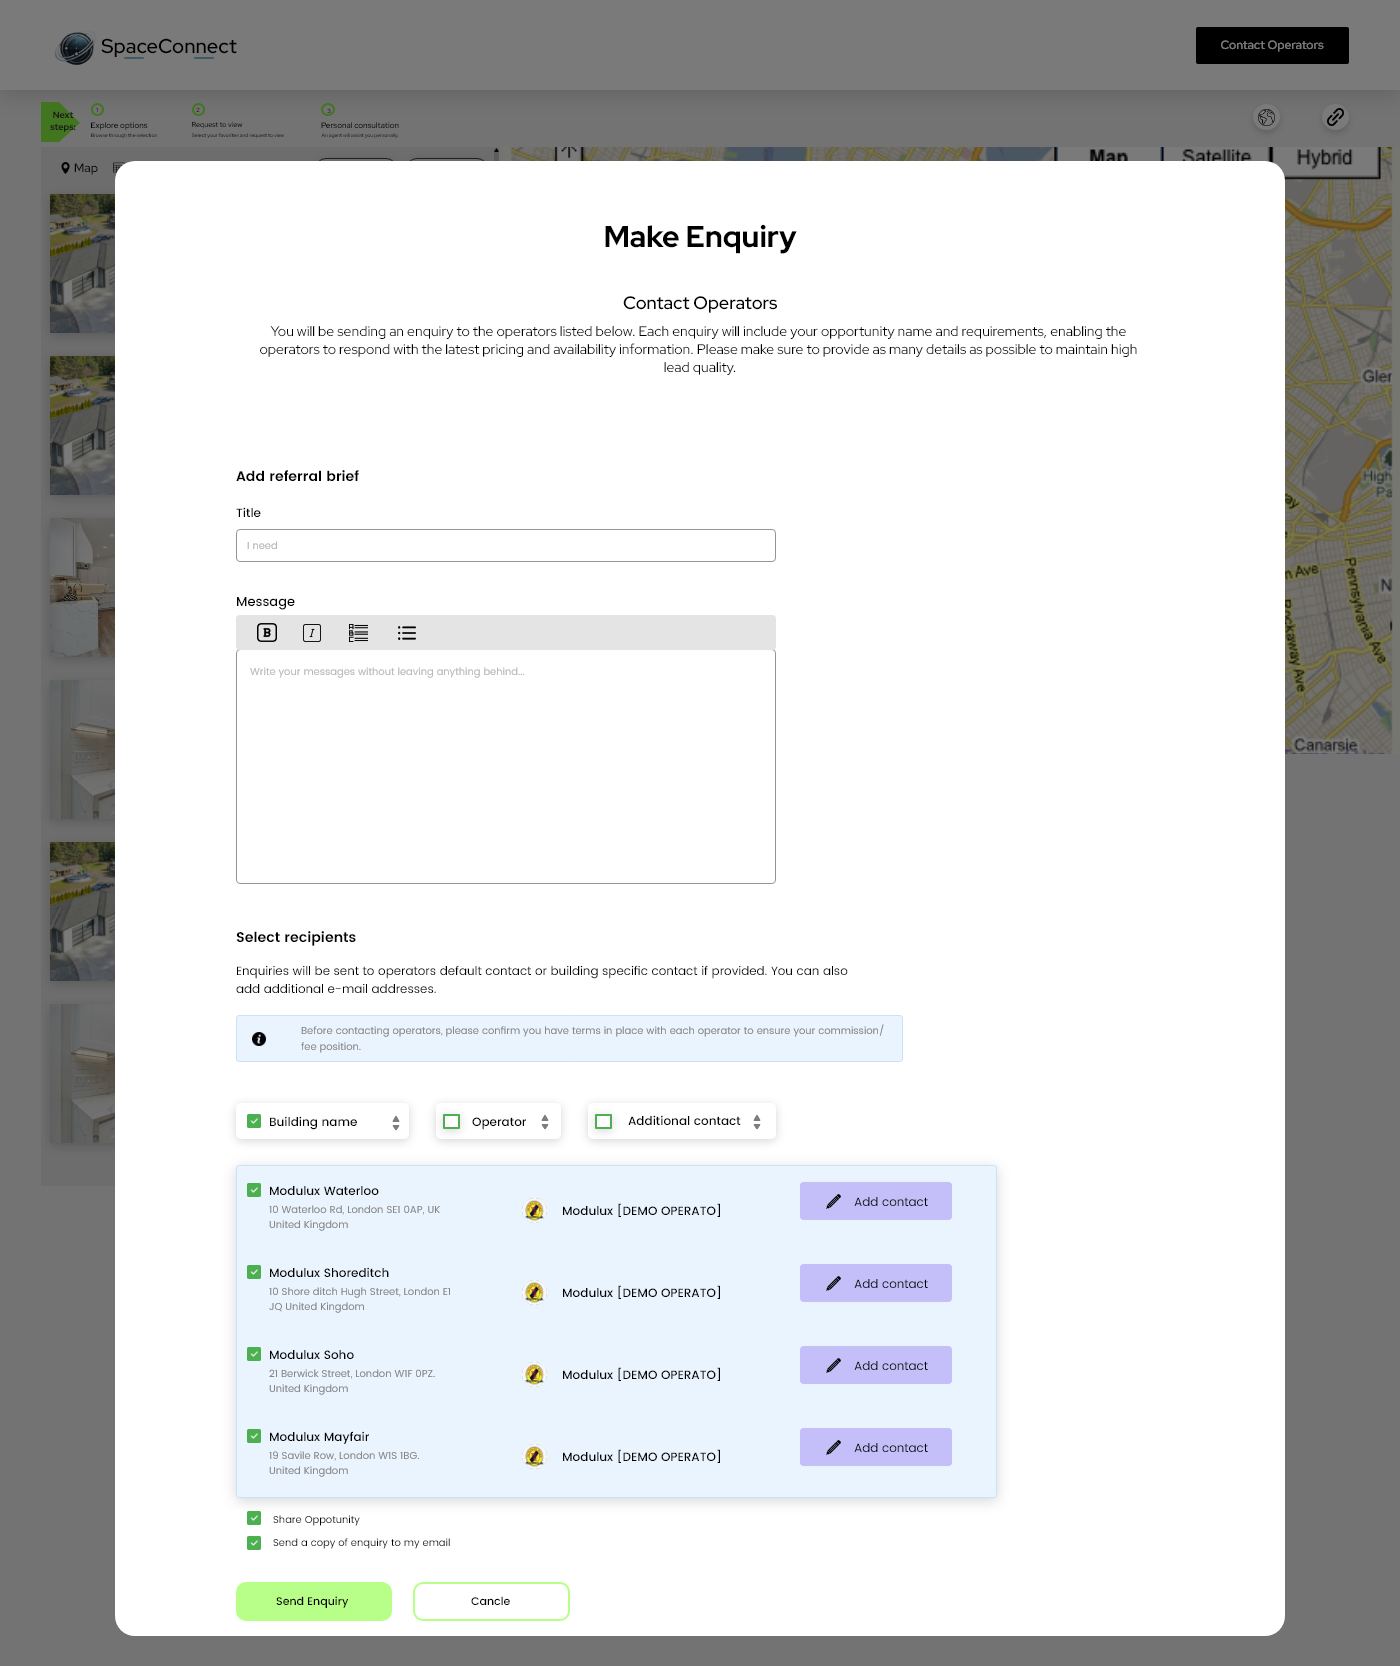 SpaceConnect
Contact Operators
Next
steps:
1
2
3
Explore options
Request to view
Personal consultation
Browse through the selection
Select your favorites and request to view
An agent will assist you personally.
Map
Map
Satellite
Hybrid
Make Enquiry
Contact Operators
You will be sending an enquiry to the operators listed below. Each enquiry will include your opportunity name and requirements, enabling the
operators to respond with the latest pricing and availability information. Please make sure to provide as many details as possible to maintain high
lead quality.
Glen
High
Pa
Add referral brief
Title
I need
Message
B
I
Write your messages without leaving anything behind...
n Ave
Pennsylvania Ave
Rockaway Ave
N
Canarsie
Select recipients
Enquiries will be sent to operators default contact or building specific contact if provided. You can also
add additional e-mail addresses.
Before contacting operators, please confirm you have terms in place with each operator to ensure your commission/
fee position.
Building name
Operator
Additional contact
Modulux Waterloo
10 Waterloo Rd, London SE1 0AP, UK
United Kingdom
Modulux [DEMO OPERATO]
Add contact
Modulux Shoreditch
10 Shore ditch Hugh Street, London E1
JQ United Kingdom
Modulux [DEMO OPERATO]
Add contact
Modulux Soho
21 Berwick Street, London W1F 0PZ.
United Kingdom
Modulux [DEMO OPERATO]
Add contact
Modulux Mayfair
19 Savile Row, London W1S 1BG.
United Kingdom
Modulux [DEMO OPERATO]
Add contact
Share Oppotunity
Send a copy of enquiry to my email
Send Enquiry
Cancle